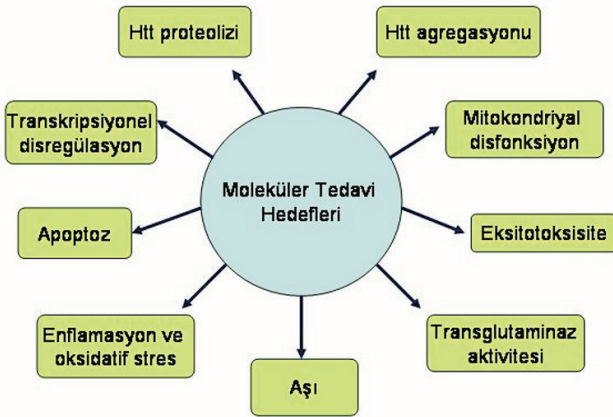 Htt proteolizi
Htt agregasyonu
Transkripsiyonel
disregülasyon
Mitokondriyal
disfonksiyon
Moleküler Tedavi
Hedefleri
Apoptoz
Eksitotoksisite
Enflamasyon ve
oksidatif stres
Transglutaminaz
aktivitesi
Aşı